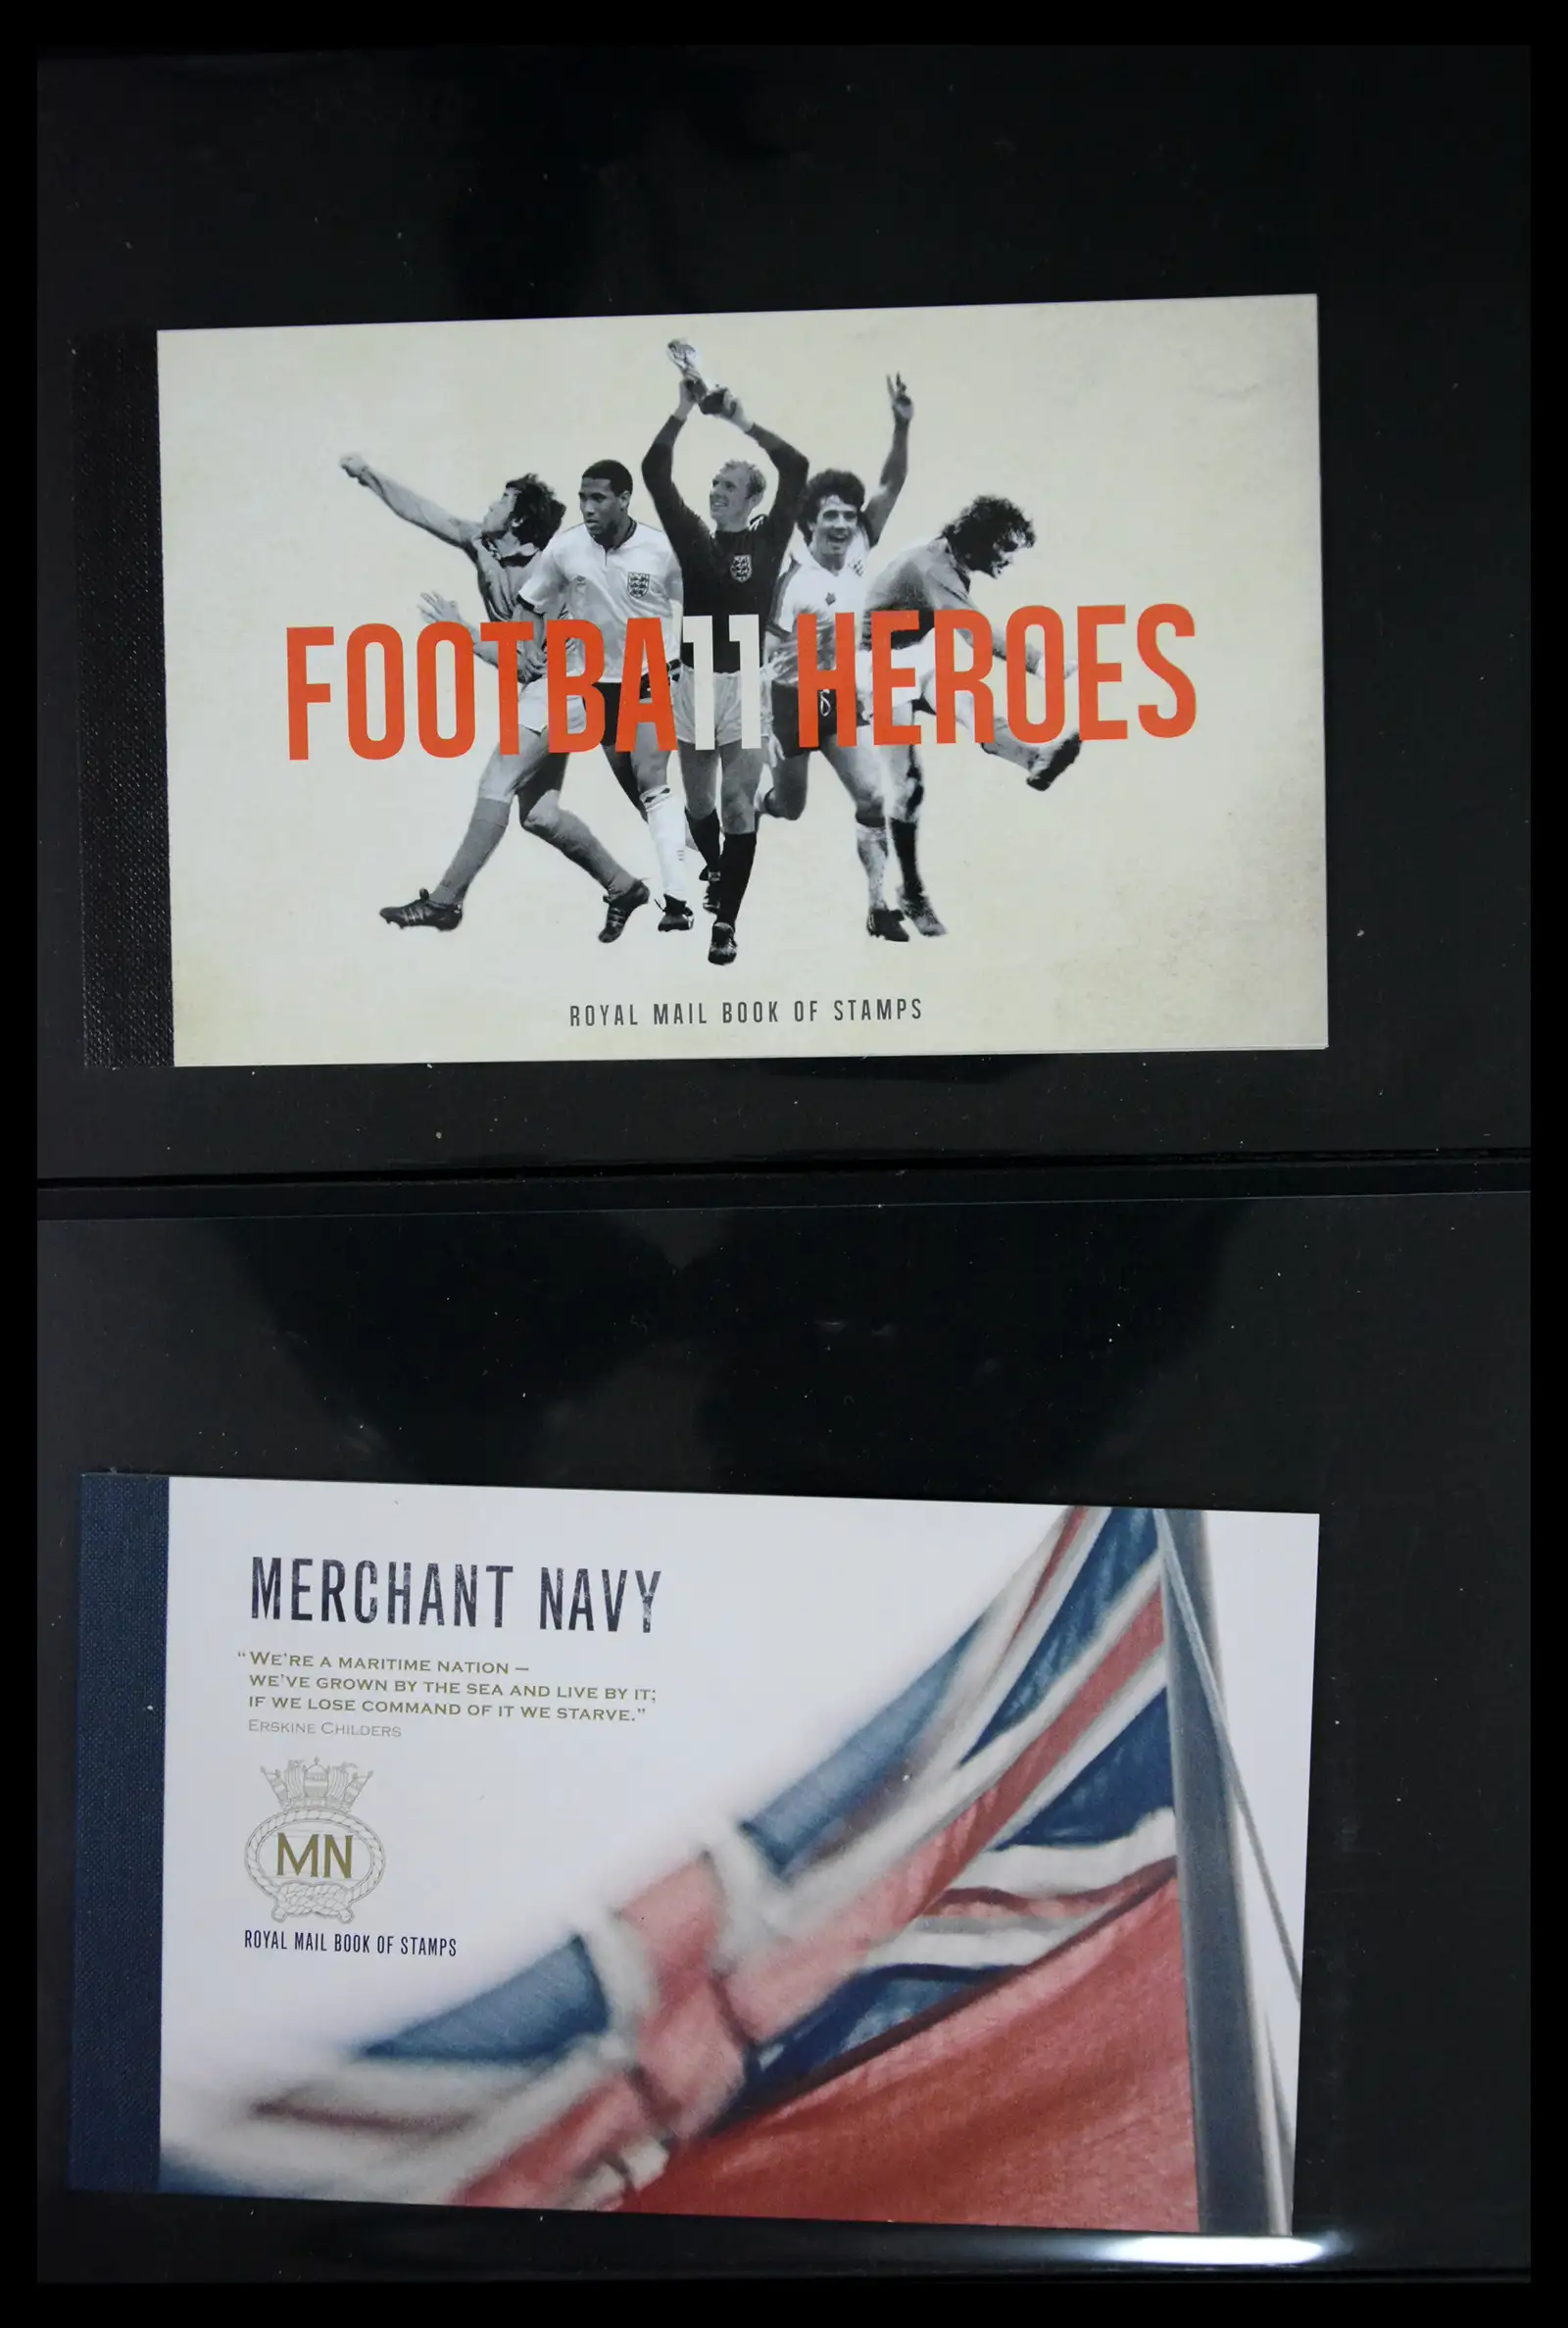 FOOTBA11 HEROES
ROYAL MAIL BOOK OF STAMPS
MERCHANT NAVY
“WE'RE A MARITIME NATION –
WE'VE GROWN BY THE SEA AND LIVE BY IT;
IF WE LOSE COMMAND OF IT WE STARVE.”
ERSKINE CHILDERS
MN
ROYAL MAIL BOOK OF STAMPS